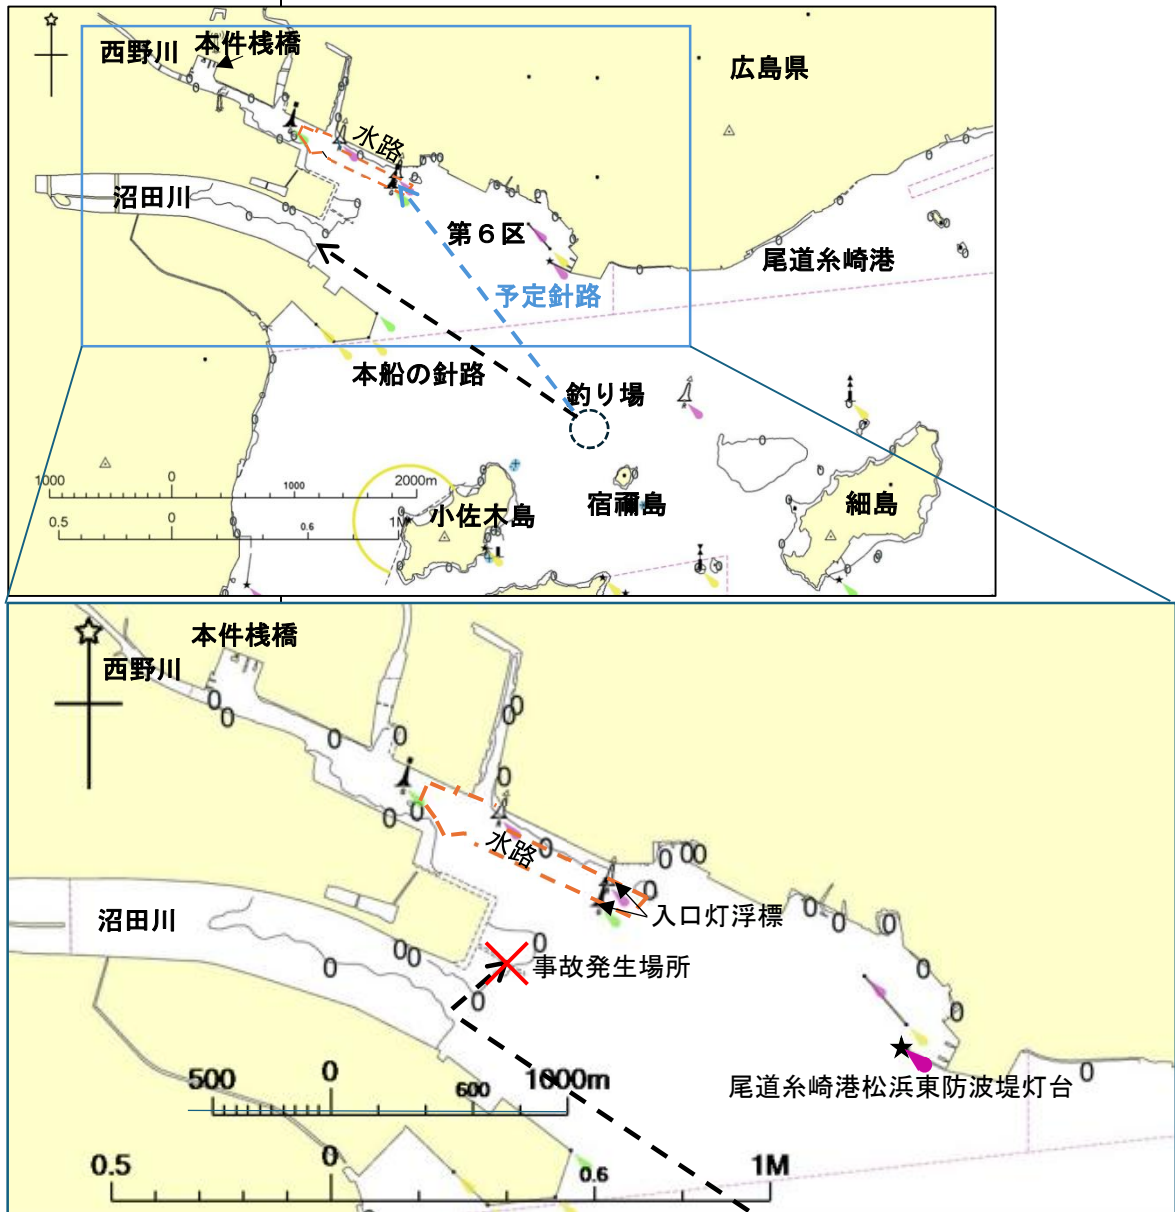 西野川
本件桟橋
広島県
水路
沼田川
第６区
尾道糸崎港
予定針路
本船の針路
釣り場
1000
0
1000
2000m
0.5
0
0.6
1M
小佐木島
宿禰島
細島
本件桟橋
西野川
水路
入口灯浮標
沼田川
事故発生場所
500
0
600
1000m
尾道糸崎港松浜東防波堤灯台
0.5
0
0.6
1M